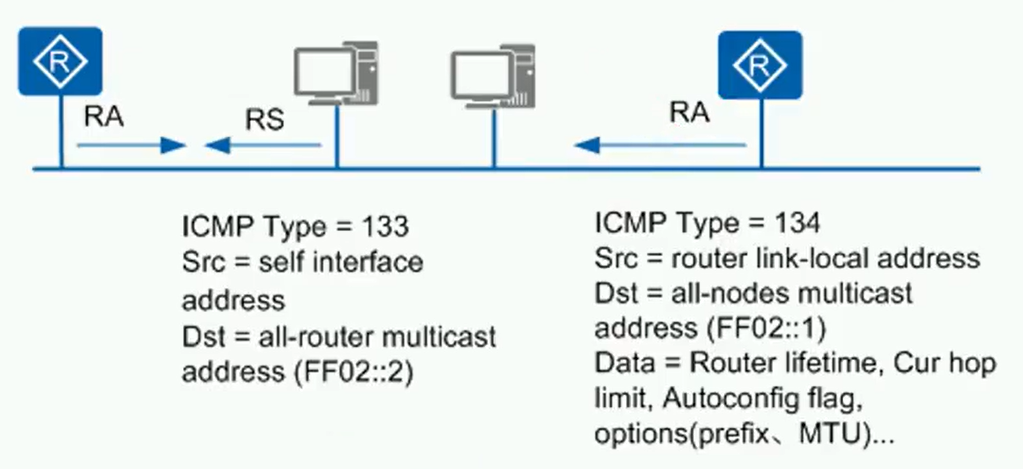 R
R
RA
RS
RA
ICMP Type = 133
Src = self interface
address
Dst = all-router multicast
address (FF02::2)
ICMP Type = 134
Src = router link-local address
Dst = all-nodes multicast
address (FF02::1)
Data = Router lifetime, Cur hop
limit, Autoconfig flag,
options(prefix、MTU)...